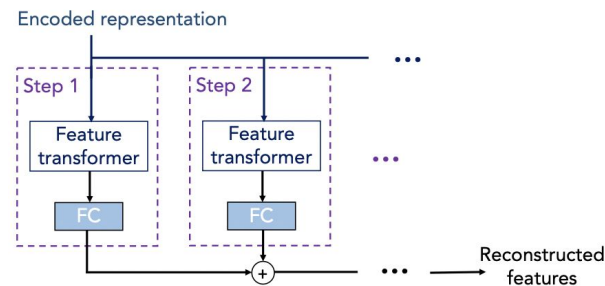 Encoded representation
...
Step 1
Step 2
Feature
transformer
Feature
transformer
...
FC
FC
+
...
Reconstructed
features